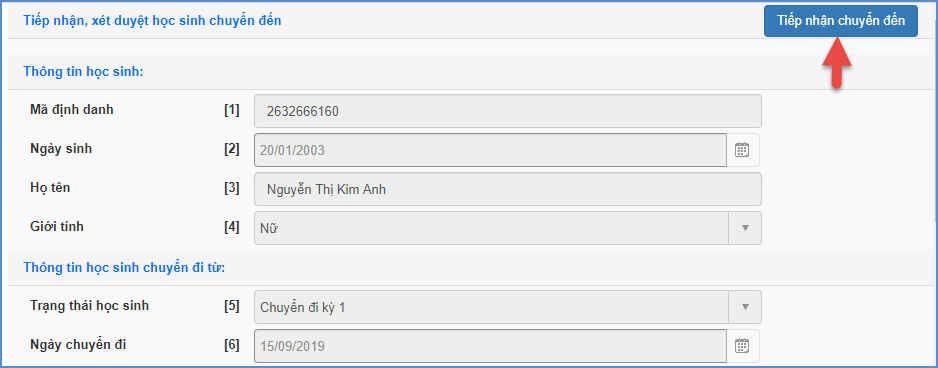 Tiếp nhận, xét duyệt học sinh chuyển đến Tiếp nhận chuyển đến
Thông tin học sinh:
Mã định danh [1] 2632666160
Ngày sinh [2] 20/01/2003
Họ tên [3] Nguyễn Thị Kim Anh
Giới tính [4] Nữ
Thông tin học sinh chuyển đi từ:
Trạng thái học sinh [5] Chuyển đi kỳ 1
Ngày chuyển đi [6] 15/09/2019